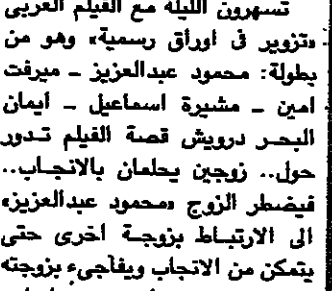 تسهرون الليلة مع الفيلم العربى
«تزوير فى اوراق رسمية» وهو من
بطولة: محمود عبدالعزيز ـ ميرفت
امين ـ مشيرة اسماعيل ـ ايمان
البحر درويش قصة الفيلم تدور
حول.. زوجين يحلمان بالانجاب..
فيضطر الزوج «محمود عبدالعزيز»
الى الارتباط بزوجة اخرى حتى
يتمكن من الانجاب ويفاجىء بزوجته